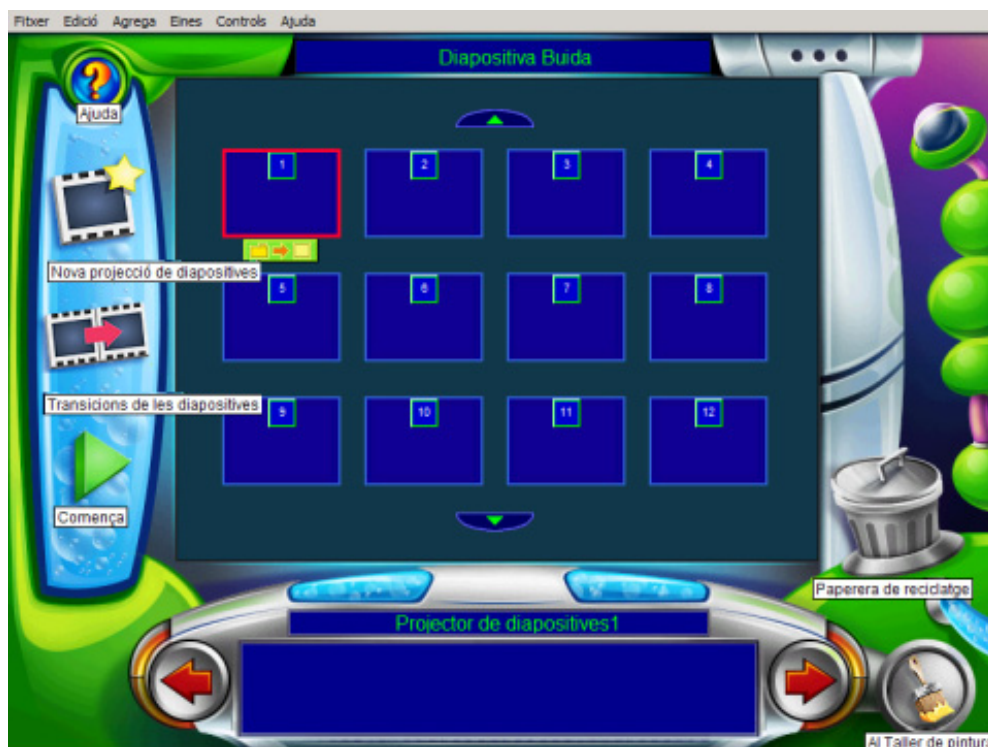 Fitxer Edició Agrega Eines Controls Ajuda
Diapositiva Buida
Ajuda
1 2 3 4
Nova projecció de diapositives
5 6 7 8
Transicions de les diapositives
9 10 11 12
Comença
Paperera de reciclatge
Projector de diapositives1
Al Taller de pintura